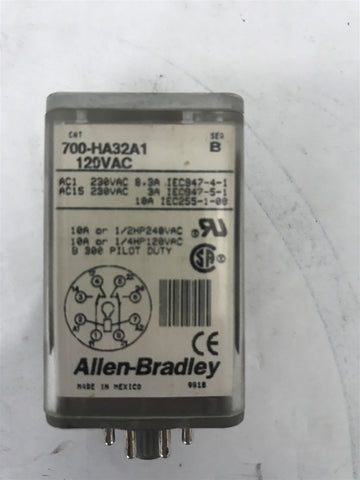 CAT SER
700-HA32A1 B
120VAC
AC1 230VAC 8.3A IEC947-4-1
AC15 230VAC 3A IEC947-5-1
10A IEC255-1-00
10A or 1/2HP240VAC
10A or 1/4HP120VAC
B 300 PILOT DUTY
CE
Allen-Bradley
MADE IN MEXICO 9918